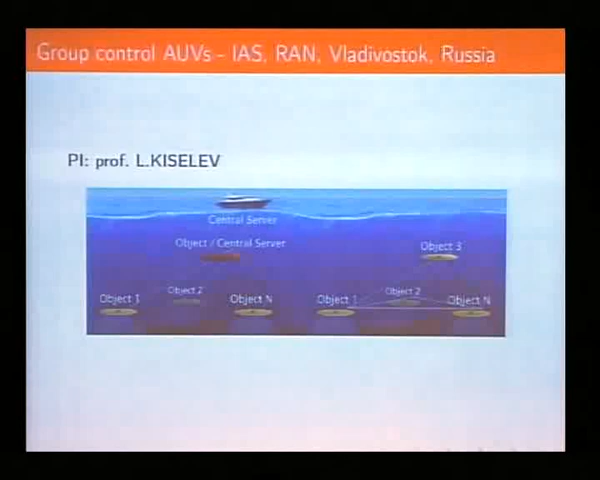 Group control AUVs - IAS, RAN, Vladivostok, Russia
PI: prof. L.KISELEV
Central Server
Object / Central Server
Object 3
Object 2
Object 2
Object 1
Object N
Object 1
Object N